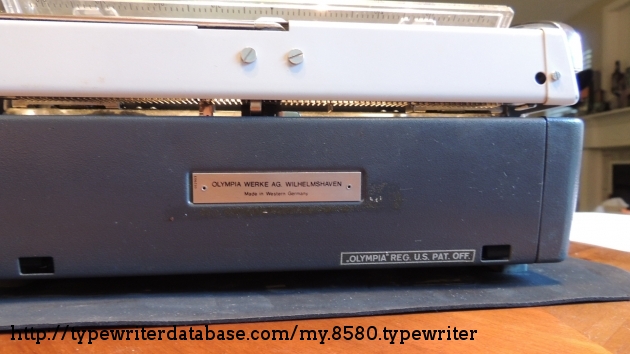 OLYMPIA WERKE AG. WILHELMSHAVEN
Made in Western Germany
„OLYMPIA" REG. U.S. PAT. OFF.
http://typewriterdatabase.com/my.8580.typewriter